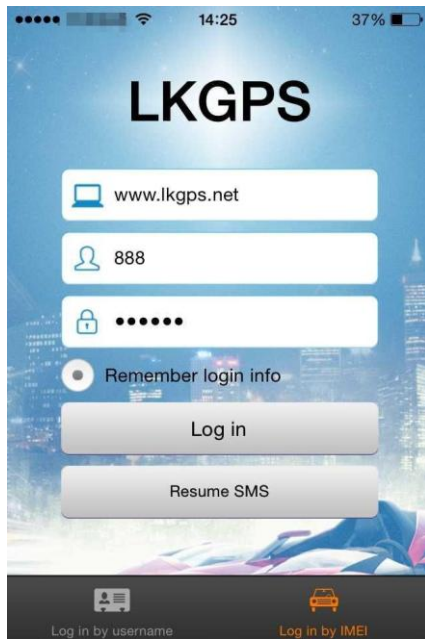 14:25
37%
LKGPS
www.lkgps.net
888
••••••
Remember login info
Log in
Resume SMS
Log in by username
Log in by IMEI